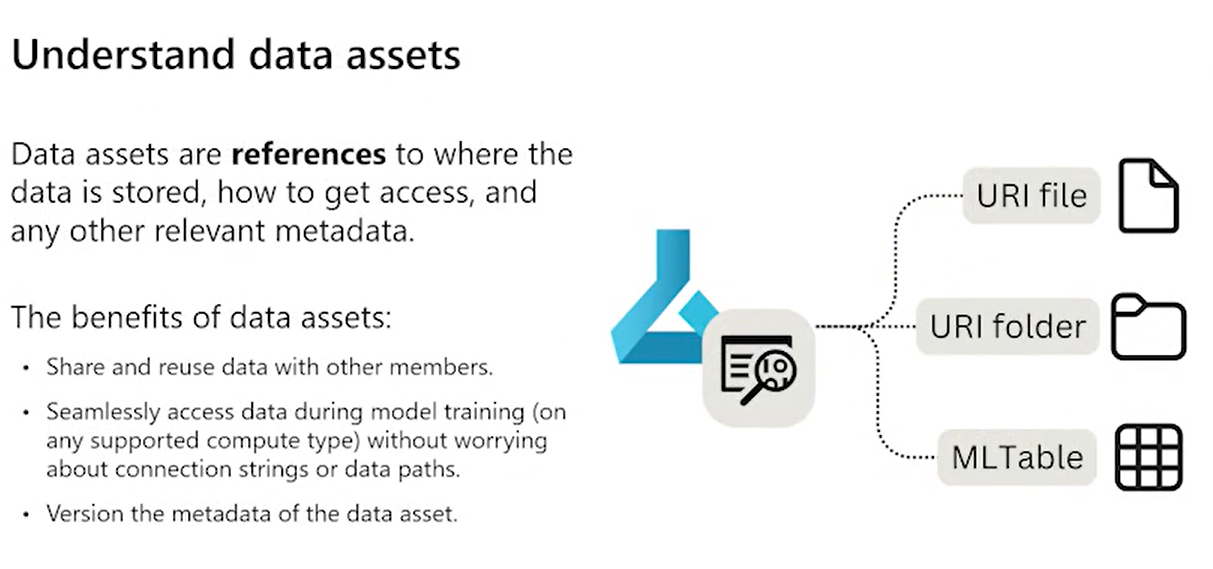 Understand data assets
Data assets are references to where the
data is stored, how to get access, and
any other relevant metadata.
The benefits of data assets:
• Share and reuse data with other members.
• Seamlessly access data during model training (on
any supported compute type) without worrying
about connection strings or data paths.
• Version the metadata of the data asset.
URI file
URI folder
MLTable